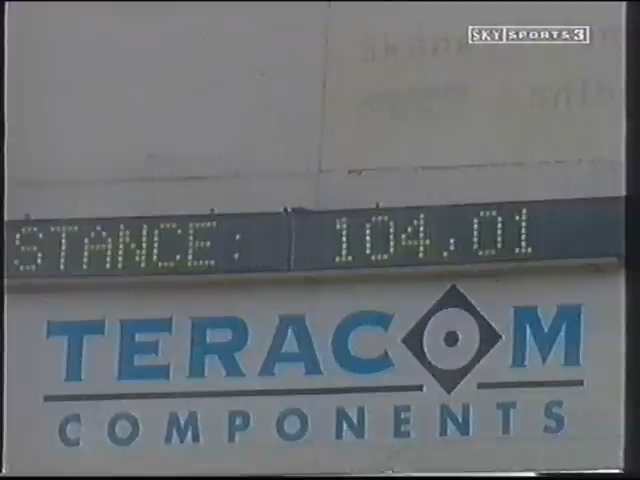 SKY SPORTS 3
STANCE: 104.01
TERACOM
COMPONENTS